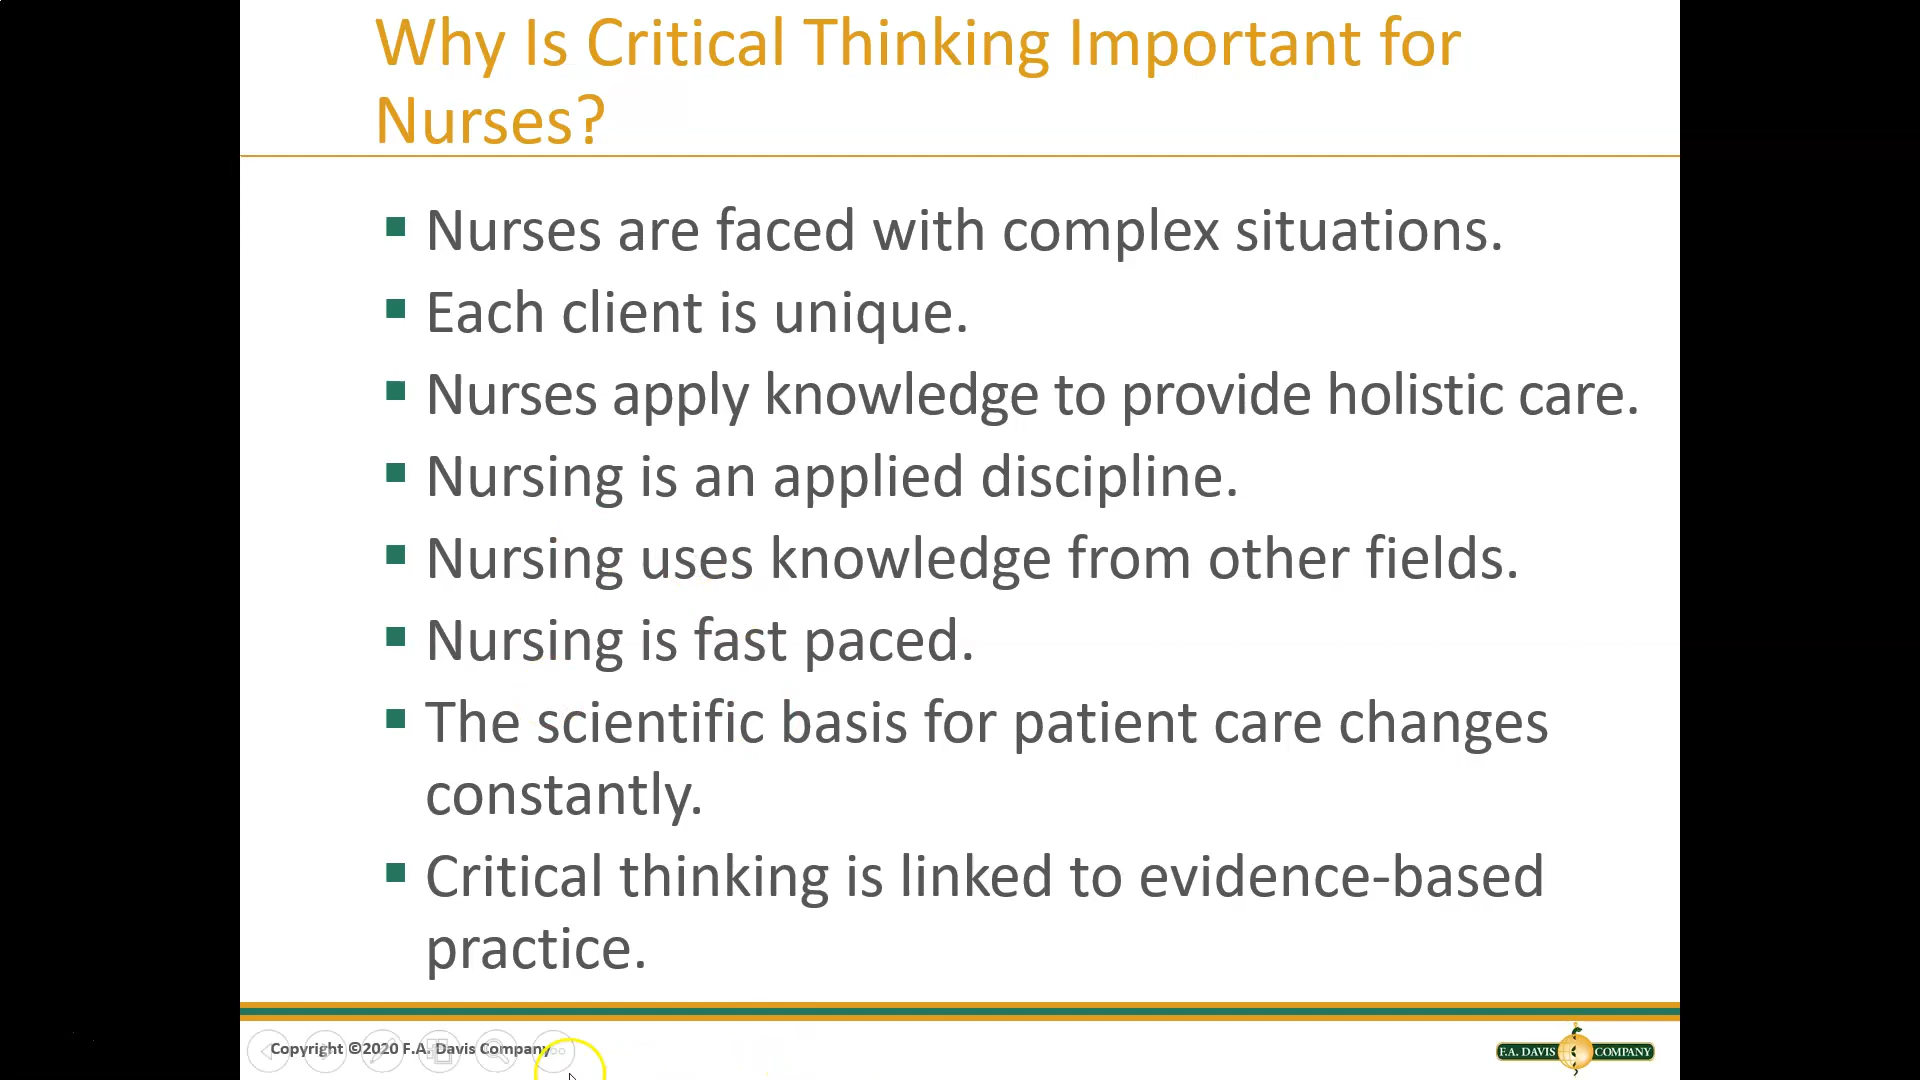 Why Is Critical Thinking Important for
Nurses?
Nurses are faced with complex situations.
Each client is unique.
Nurses apply knowledge to provide holistic care.
Nursing is an applied discipline.
Nursing uses knowledge from other fields.
Nursing is fast paced.
The scientific basis for patient care changes
constantly.
Critical thinking is linked to evidence-based
practice.
Copyright ©2020 F.A. Davis Company
F.A. DAVIS COMPANY